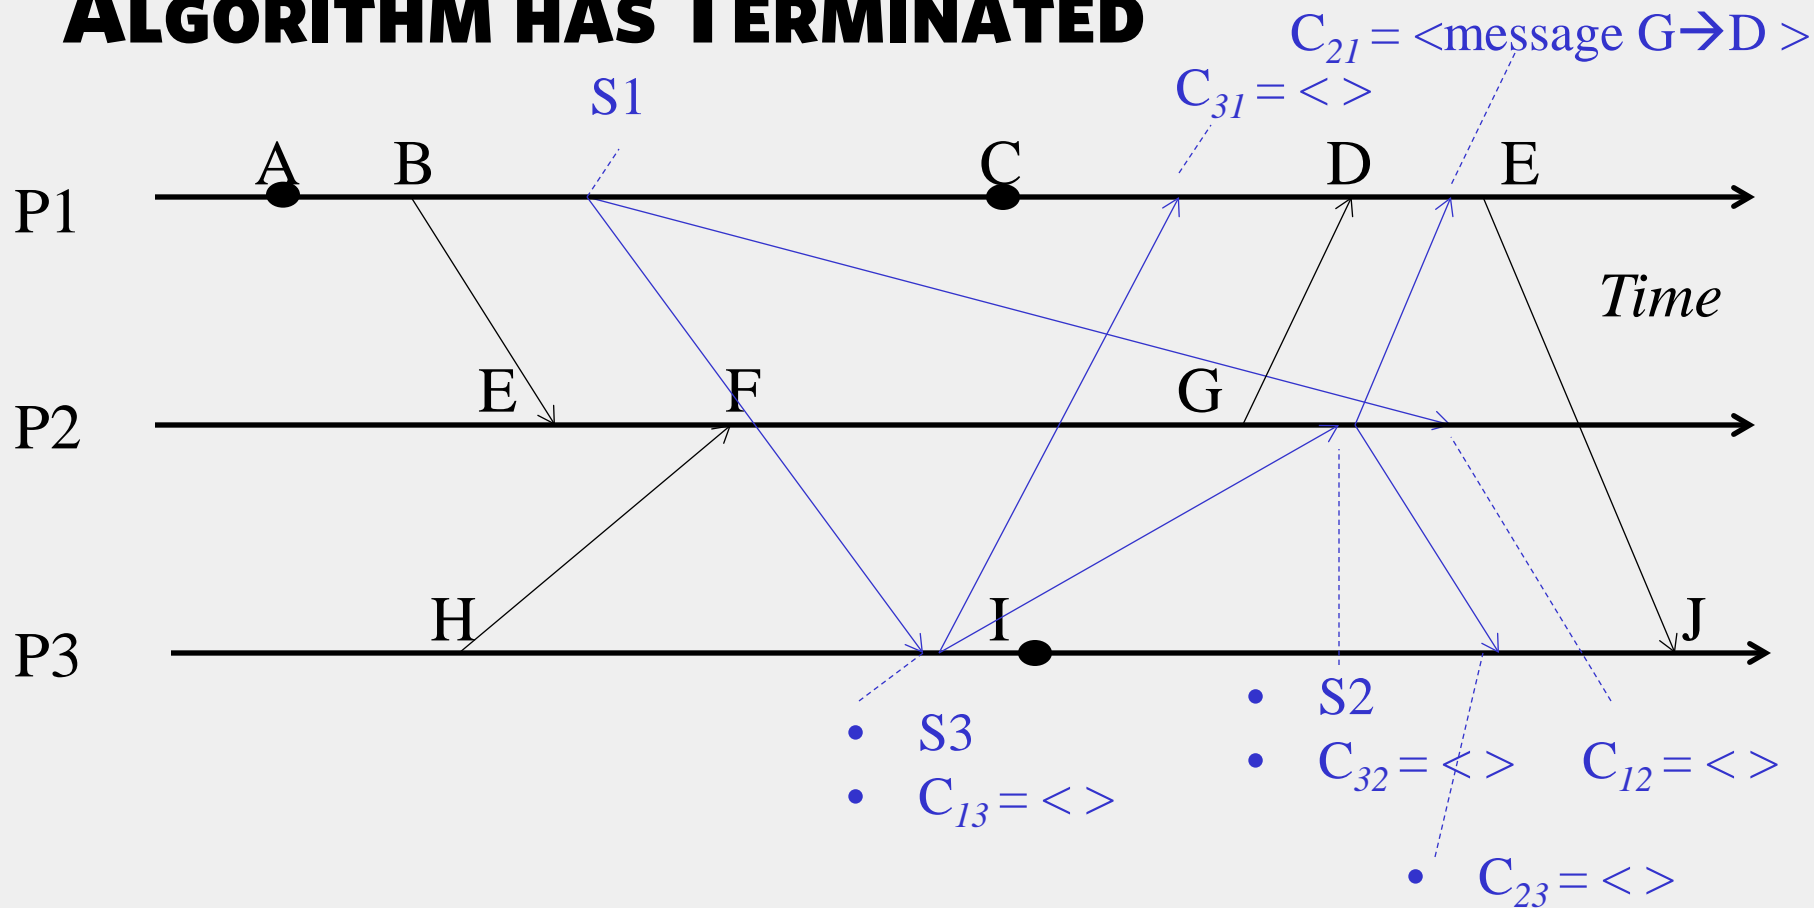 ALGORITHM HAS TERMINATED
C21 = <message G→D >
S1
C31 = < >
A B C D E
P1
Time
E F G
P2
H I J
P3
• S3
• C13 = < >
• S2
• C32 = < > C12 = < >
• C23 = < >